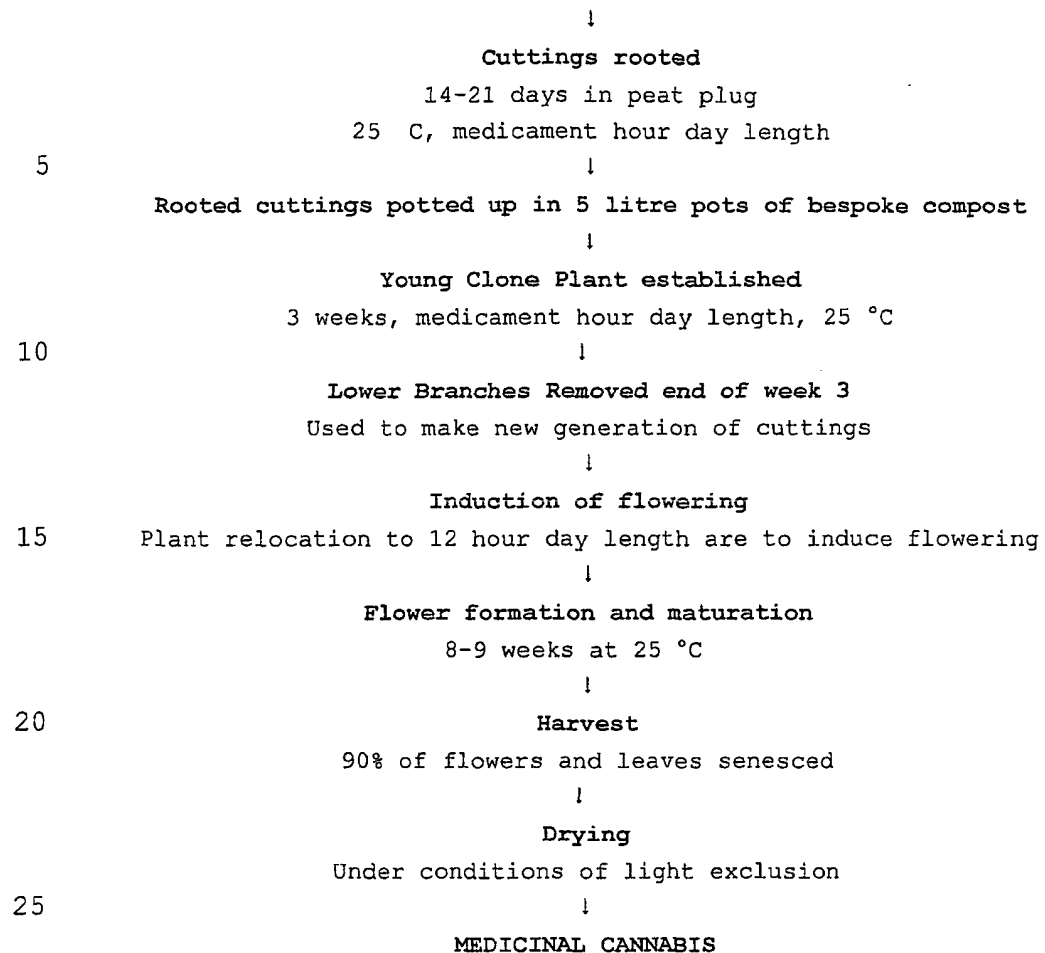 ↓
Cuttings rooted
14-21 days in peat plug
25 C, medicament hour day length
5 ↓
Rooted cuttings potted up in 5 litre pots of bespoke compost
↓
Young Clone Plant established
3 weeks, medicament hour day length, 25 °C
10 ↓
Lower Branches Removed end of week 3
Used to make new generation of cuttings
↓
Induction of flowering
15 Plant relocation to 12 hour day length are to induce flowering
↓
Flower formation and maturation
8-9 weeks at 25 °C
↓
20 Harvest
90% of flowers and leaves senesced
↓
Drying
Under conditions of light exclusion
25 ↓
MEDICINAL CANNABIS